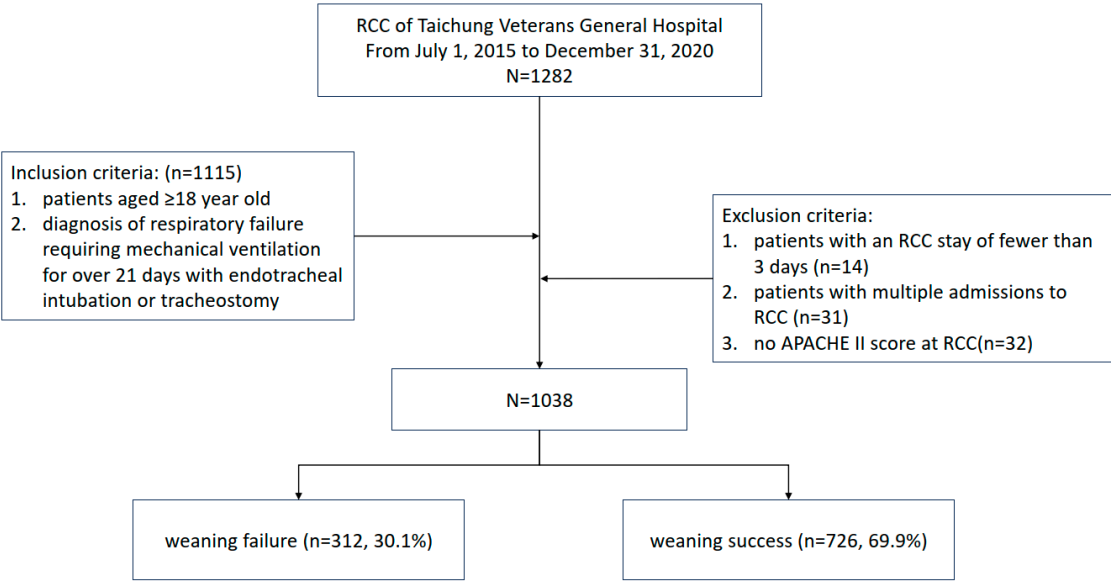 RCC of Taichung Veterans General Hospital
From July 1, 2015 to December 31, 2020
N=1282
Inclusion criteria: (n=1115)
1. patients aged ≥18 year old
2. diagnosis of respiratory failure
requiring mechanical ventilation
for over 21 days with endotracheal
intubation or tracheostomy
Exclusion criteria:
1. patients with an RCC stay of fewer than
3 days (n=14)
2. patients with multiple admissions to
RCC (n=31)
3. no APACHE II score at RCC(n=32)
N=1038
weaning failure (n=312, 30.1%)
weaning success (n=726, 69.9%)